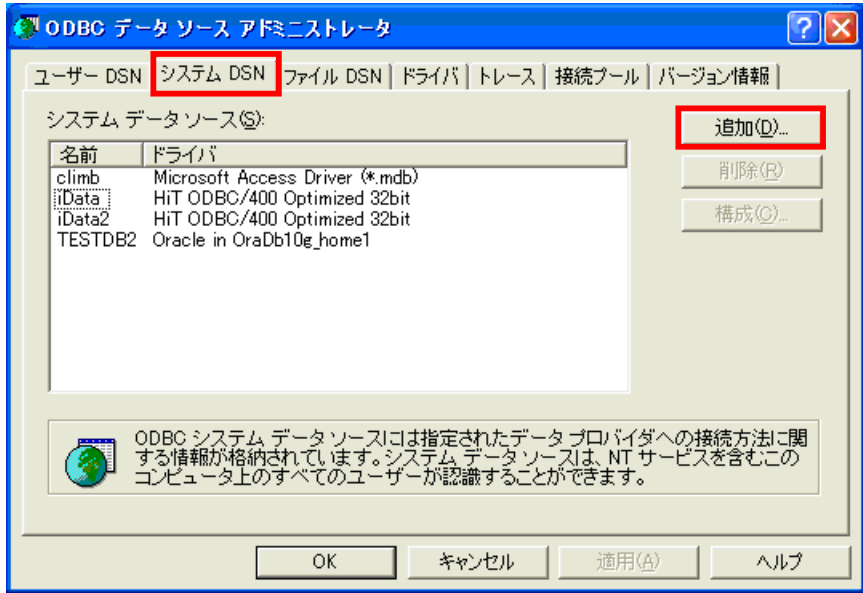 ODBC データ ソース アドミニストレータ
ユーザー DSN システム DSN ファイル DSN ドライバ トレース 接続プール バージョン情報
システム データ ソース(S):
追加(D)...
名前 ドライバ
climb Microsoft Access Driver (*.mdb)
削除(R)
iData HiT ODBC/400 Optimized 32bit
iData2 HiT ODBC/400 Optimized 32bit
構成(C)...
TESTDB2 Oracle in OraDb10g_home1
ODBC システム データ ソースには指定されたデータ プロバイダへの接続方法に関
する情報が格納されています。システム データ ソースは、NT サービスを含むこの
コンピュータ上のすべてのユーザーが認識することができます。
OK キャンセル 適用(A) ヘルプ